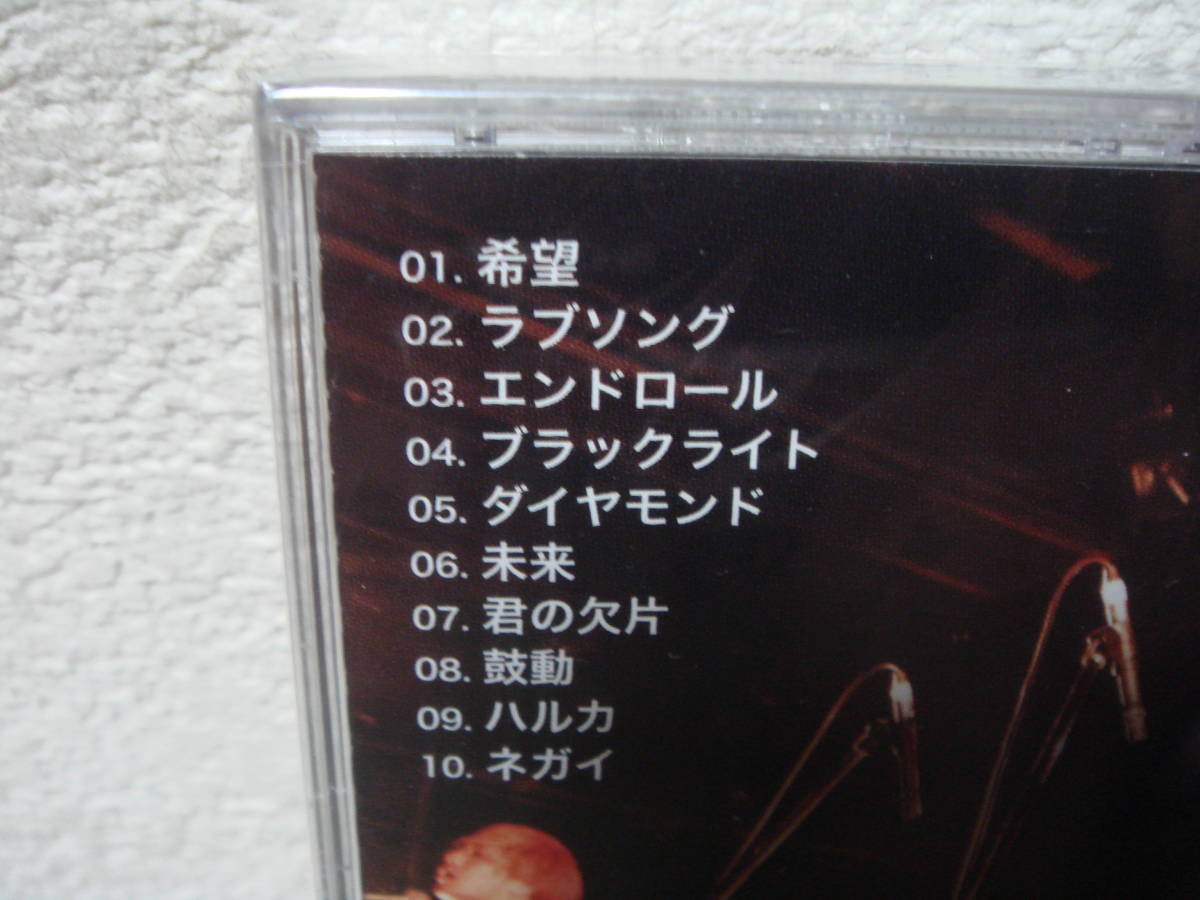 01. 希望
02. ラブソング
03. エンドロール
04. ブラックライト
05. ダイヤモンド
06. 未来
07. 君の欠片
08. 鼓動
09. ハルカ
10. ネガイ